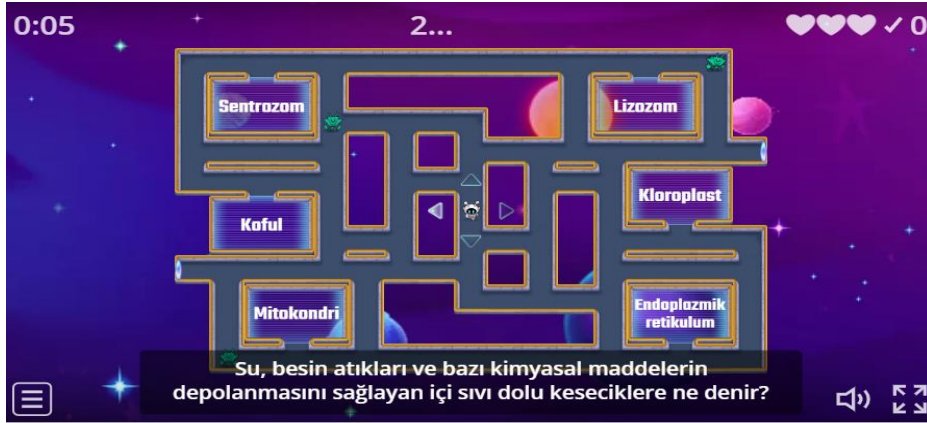 0:05
2...
✓ 0
Sentrozom
Lizozom
Kloroplast
Koful
Mitokondri
Endoplazmik
retikulum
Su, besin atıkları ve bazı kimyasal maddelerin
depolanmasını sağlayan içi sıvı dolu keseciklere ne denir?